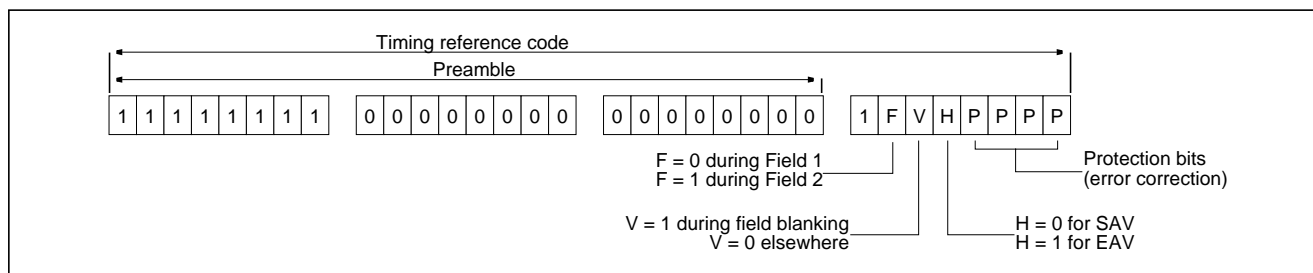 Timing reference code
Preamble
1 1 1 1 1 1 1 1 0 0 0 0 0 0 0 0 0 0 0 0 0 0 0 0 1 F V H P P P P
F = 0 during Field 1
F = 1 during Field 2
Protection bits
(error correction)
V = 1 during field blanking
V = 0 elsewhere
H = 0 for SAV
H = 1 for EAV